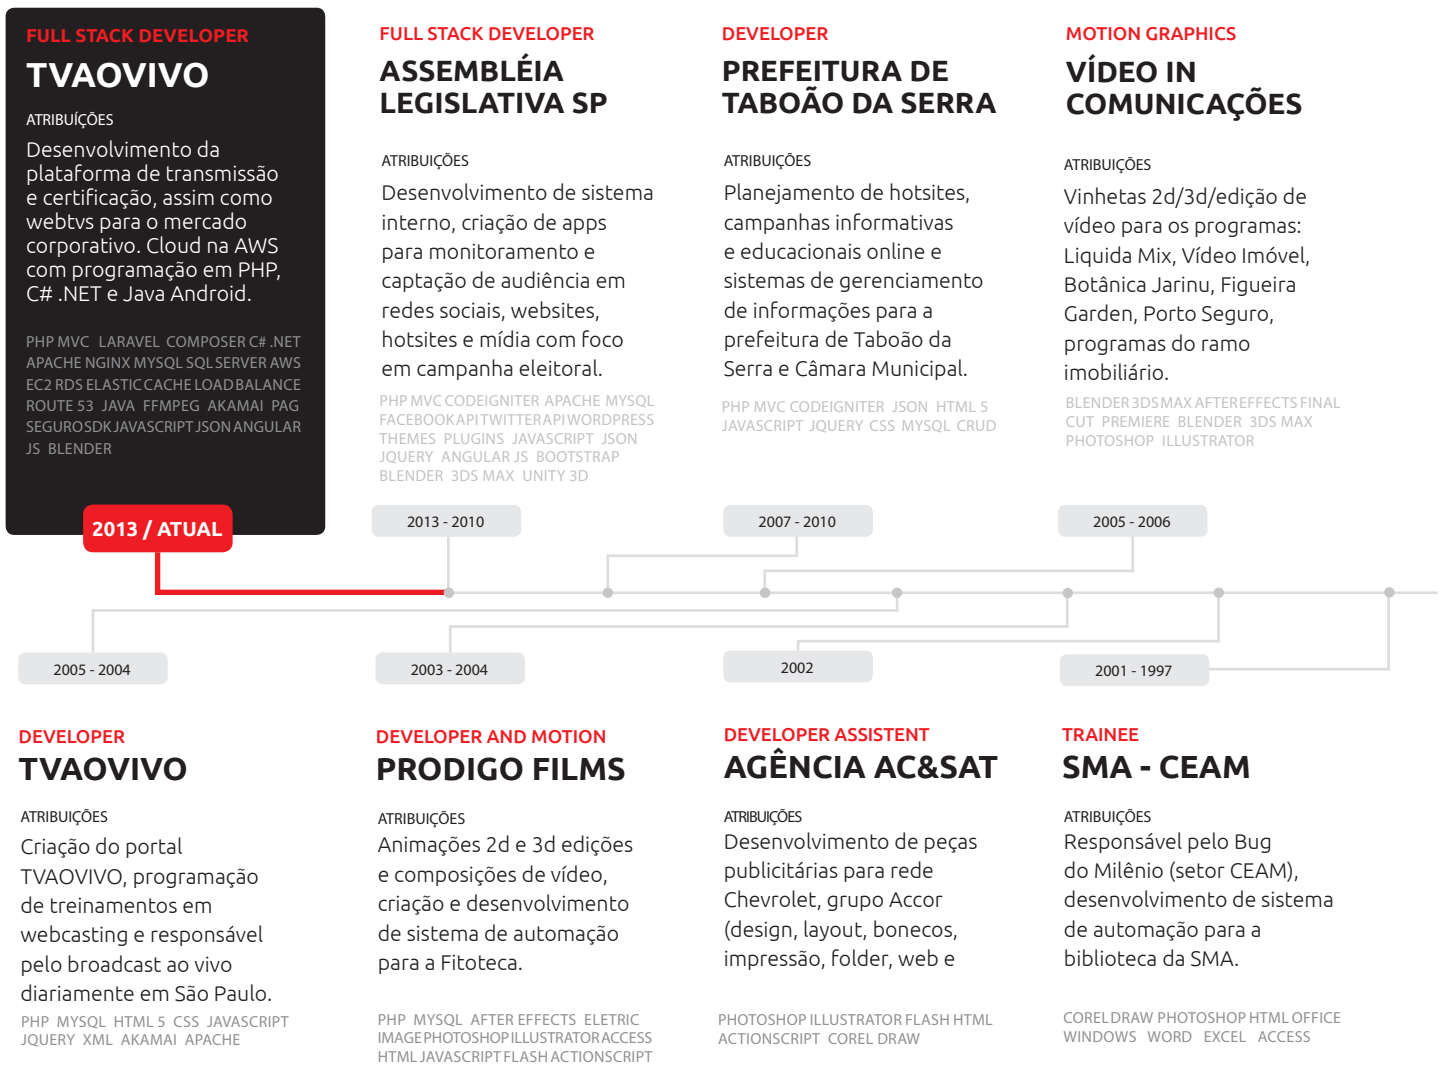 FULL STACK DEVELOPER
TVAOVIVO
ATRIBUÍÇÕES
Desenvolvimento da
plataforma de transmissão
e certificação, assim como
webtvs para o mercado
corporativo. Cloud na AWS
com programação em PHP,
C# .NET e Java Android.
PHP MVC LARAVEL COMPOSER C# .NET
APACHE NGINX MYSQL SQL SERVER AWS
EC2 RDS ELASTIC CACHE LOAD BALANCE
ROUTE 53 JAVA FFMPEG AKAMAI PAG
SEGURO SDK JAVASCRIPT JSON ANGULAR
JS BLENDER
2013 / ATUAL
FULL STACK DEVELOPER
ASSEMBLÉIA
LEGISLATIVA SP
ATRIBUIÇÕES
Desenvolvimento de sistema
interno, criação de apps
para monitoramento e
captação de audiência em
redes sociais, websites,
hotsites e mídia com foco
em campanha eleitoral.
PHP MVC CODEIGNITER APACHE MYSQL
FACEBOOK API TWITTER API WORDPRESS
THEMES PLUGINS JAVASCRIPT JSON
JQUERY ANGULAR JS BOOTSTRAP
BLENDER 3DS MAX UNITY 3D
2013 - 2010
DEVELOPER
PREFEITURA DE
TABOÃO DA SERRA
ATRIBUIÇÕES
Planejamento de hotsites,
campanhas informativas
e educacionais online e
sistemas de gerenciamento
de informações para a
prefeitura de Taboão da
Serra e Câmara Municipal.
PHP MVC CODEIGNITER JSON HTML 5
JAVASCRIPT JQUERY CSS MYSQL CRUD
2007 - 2010
MOTION GRAPHICS
VÍDEO IN
COMUNICAÇÕES
ATRIBUIÇÕES
Vinhetas 2d/3d/edição de
vídeo para os programas:
Liquida Mix, Vídeo Imóvel,
Botânica Jarinu, Figueira
Garden, Porto Seguro,
programas do ramo
imobiliário.
BLENDER 3DS MAX AFTER EFFECTS FINAL
CUT PREMIERE BLENDER 3DS MAX
PHOTOSHOP ILLUSTRATOR
2005 - 2006
2005 - 2004
DEVELOPER
TVAOVIVO
ATRIBUIÇÕES
Criação do portal
TVAOVIVO, programação
de treinamentos em
webcasting e responsável
pelo broadcast ao vivo
diariamente em São Paulo.
PHP MYSQL HTML 5 CSS JAVASCRIPT
JQUERY XML AKAMAI APACHE
2003 - 2004
DEVELOPER AND MOTION
PRODIGO FILMS
ATRIBUIÇÕES
Animações 2d e 3d edições
e composições de vídeo,
criação e desenvolvimento
de sistema de automação
para a Fitoteca.
PHP MYSQL AFTER EFFECTS ELETRIC
IMAGE PHOTOSHOP ILLUSTRATOR ACCESS
HTML JAVASCRIPT FLASH ACTIONSCRIPT
2002
DEVELOPER ASSISTENT
AGÊNCIA AC&SAT
ATRIBUIÇÕES
Desenvolvimento de peças
publicitárias para rede
Chevrolet, grupo Accor
(design, layout, bonecos,
impressão, folder, web e
PHOTOSHOP ILLUSTRATOR FLASH HTML
ACTIONSCRIPT COREL DRAW
2001 - 1997
TRAINEE
SMA - CEAM
ATRIBUIÇÕES
Responsável pelo Bug
do Milênio (setor CEAM),
desenvolvimento de sistema
de automação para a
biblioteca da SMA.
COREL DRAW PHOTOSHOP HTML OFFICE
WINDOWS WORD EXCEL ACCESS